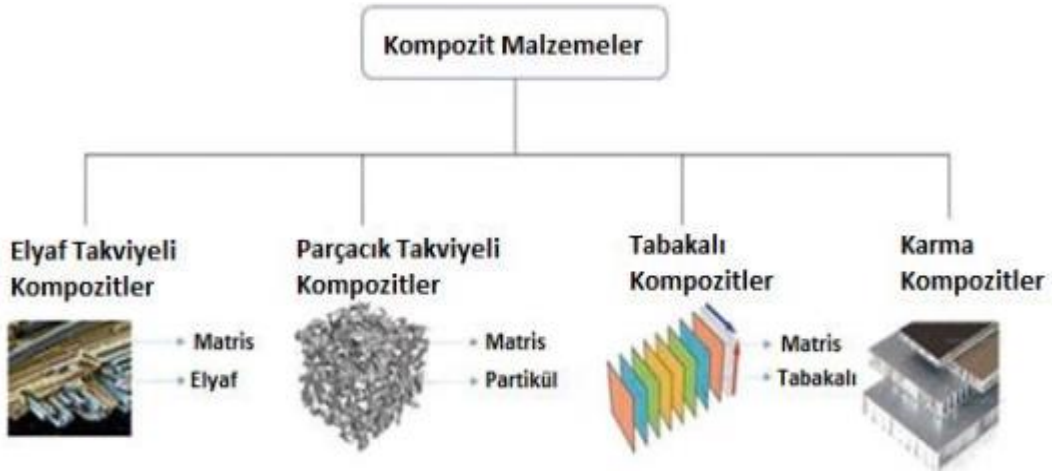 Kompozit Malzemeler
Elyaf Takviyeli
Kompozitler
Matris
Elyaf
Parçacık Takviyeli
Kompozitler
Matris
Partikül
Tabakalı
Kompozitler
Matris
Tabakalı
Karma
Kompozitler